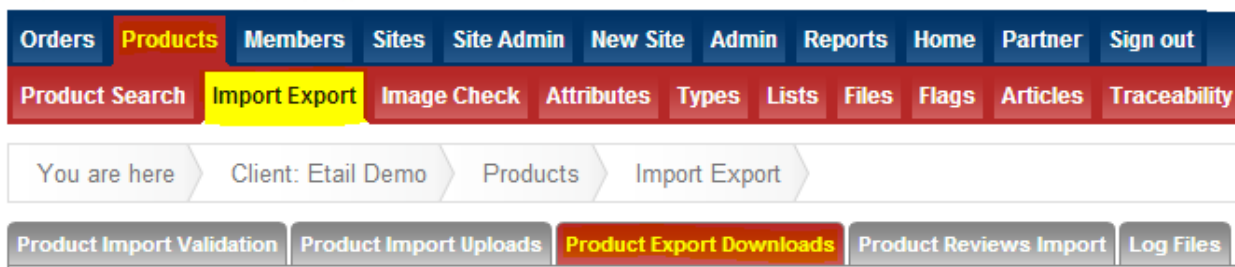 Orders Products Members Sites Site Admin New Site Admin Reports Home Partner Sign out
Product Search Import Export Image Check Attributes Types Lists Files Flags Articles Traceability
You are here Client: Etail Demo Products Import Export
Product Import Validation Product Import Uploads Product Export Downloads Product Reviews Import Log Files